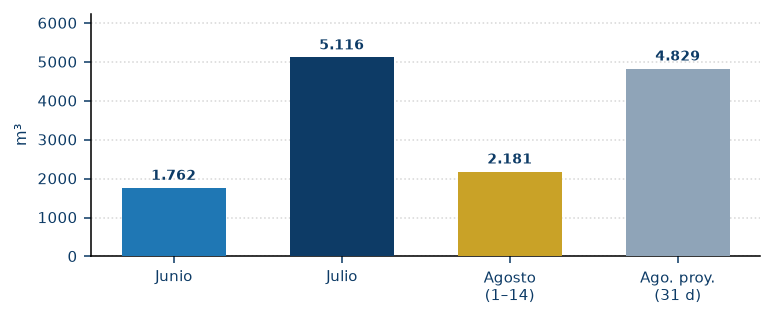 6000
5000
4000
3000
2000
1000
0
m³
1.762
5.116
2.181
4.829
Junio
Julio
Agosto
(1–14)
Ago. proy.
(31 d)